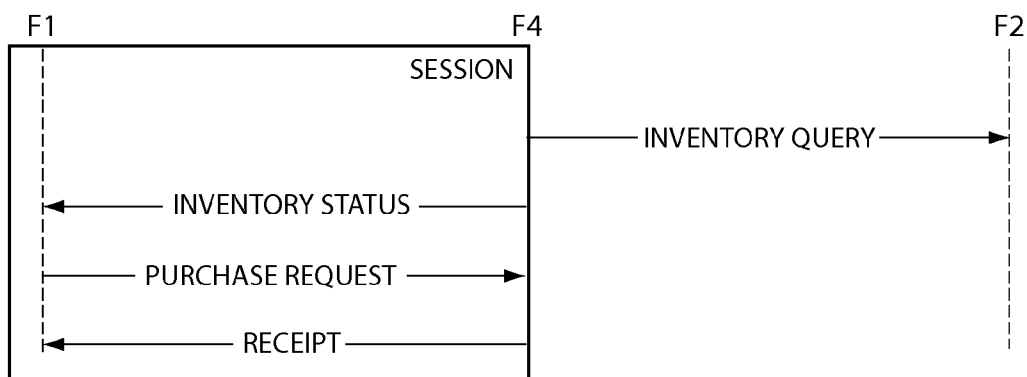 F1 F4 F2
SESSION
INVENTORY QUERY
INVENTORY STATUS
PURCHASE REQUEST
RECEIPT